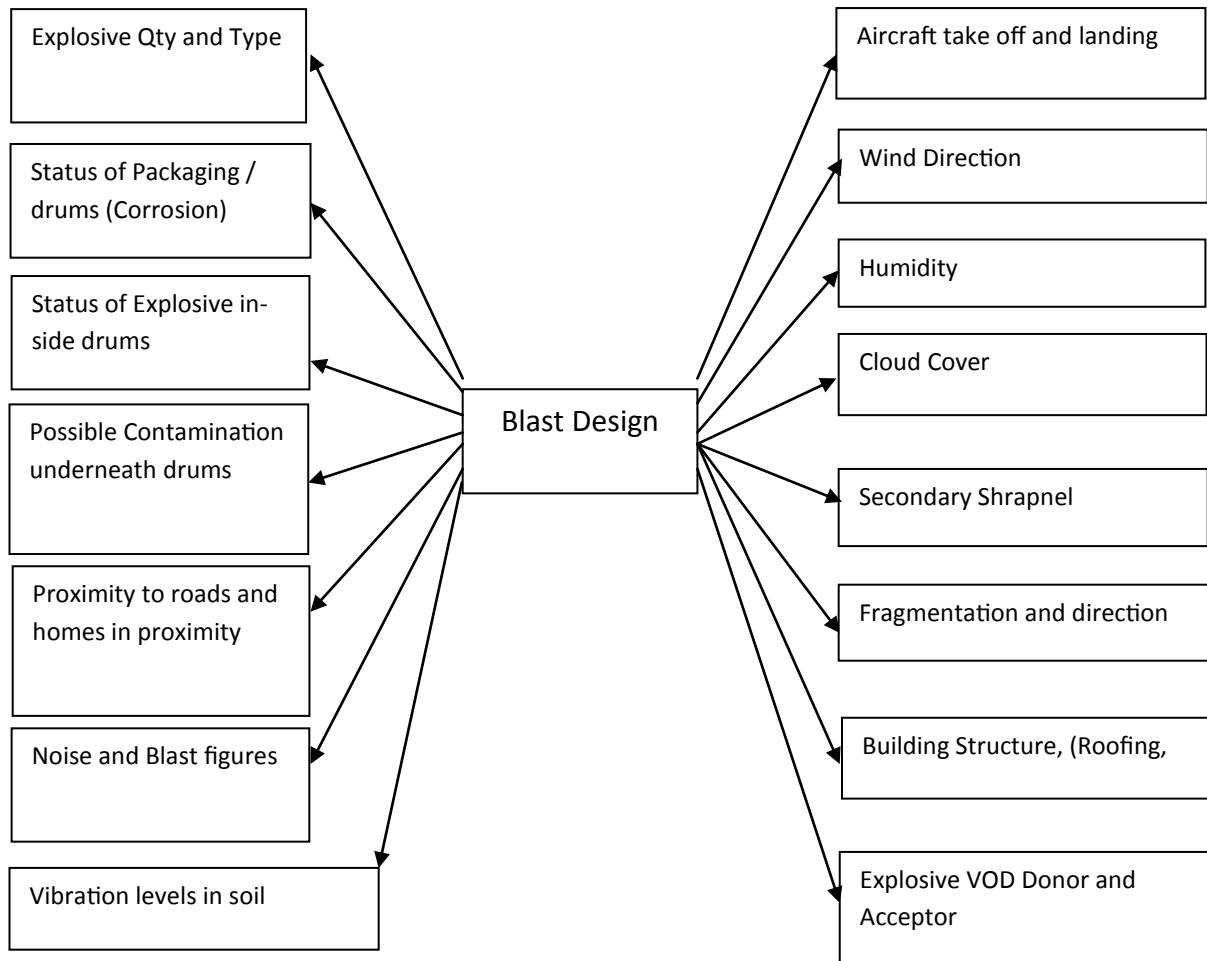 Explosive Qty and Type
Status of Packaging /
drums (Corrosion)
Status of Explosive in-
side drums
Possible Contamination
underneath drums
Proximity to roads and
homes in proximity
Noise and Blast figures
Vibration levels in soil
Blast Design
Aircraft take off and landing
Wind Direction
Humidity
Cloud Cover
Secondary Shrapnel
Fragmentation and direction
Building Structure, (Roofing,
Explosive VOD Donor and
Acceptor